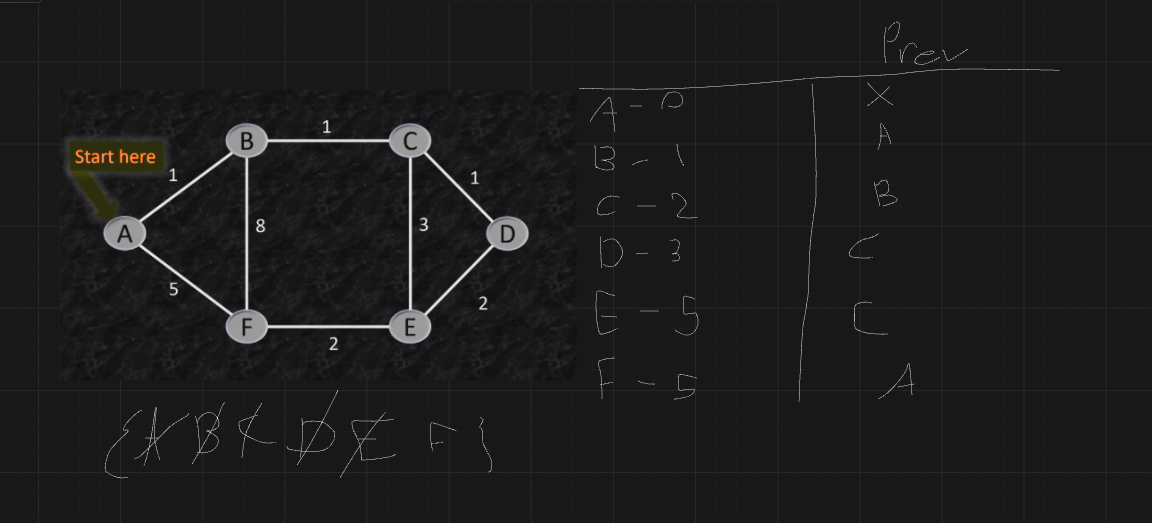 Prev
Start here
A - 0 X
B - 1 A
C - 2 B
D - 3 C
E - 5 C
F - 5 A
B 1 C
1 1
A 8 3 D
5 2
F 2 E
{A B C D E F}